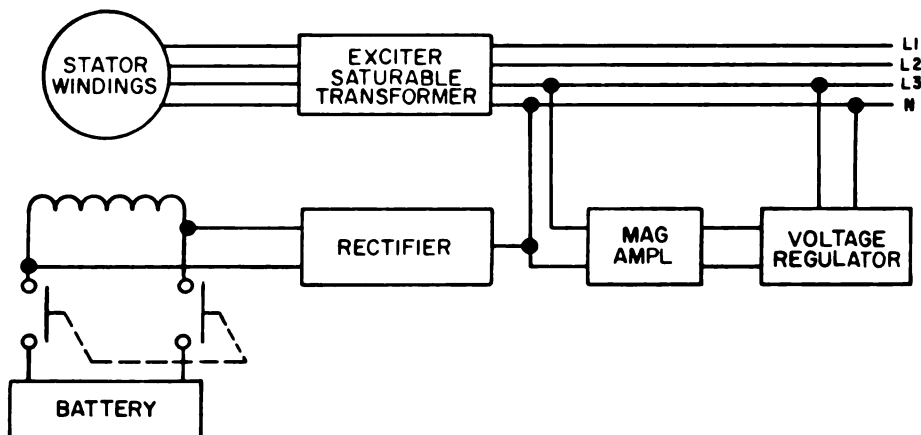 STATOR
WINDINGS
EXCITER
SATURABLE
TRANSFORMER
L1
L2
L3
N
RECTIFIER
MAG
AMPL
VOLTAGE
REGULATOR
BATTERY